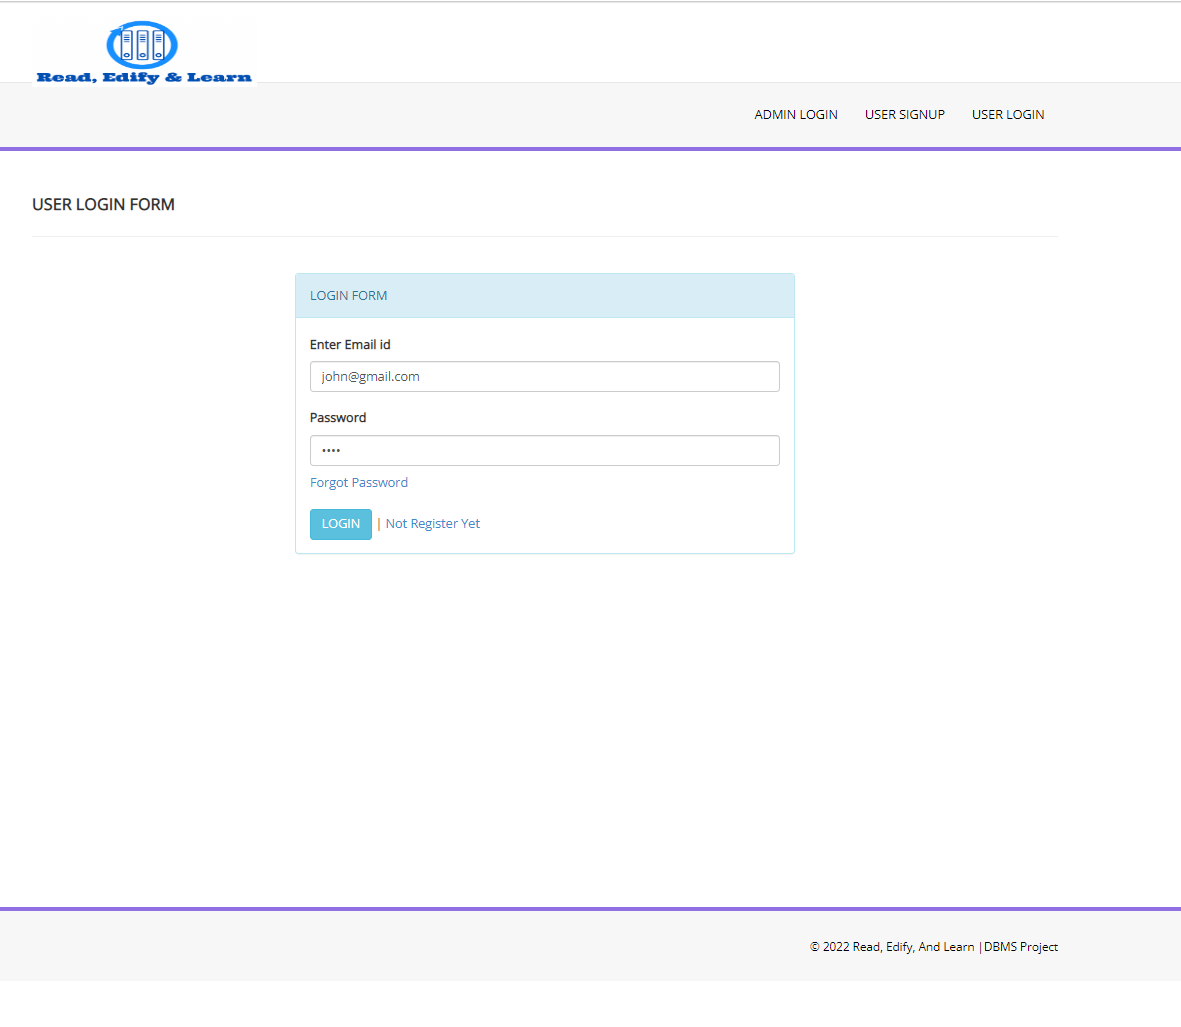 Read, Edify & Learn
ADMIN LOGIN USER SIGNUP USER LOGIN
USER LOGIN FORM
LOGIN FORM
Enter Email id
john@gmail.com
Password
••••
Forgot Password
LOGIN | Not Register Yet
© 2022 Read, Edify, And Learn |DBMS Project